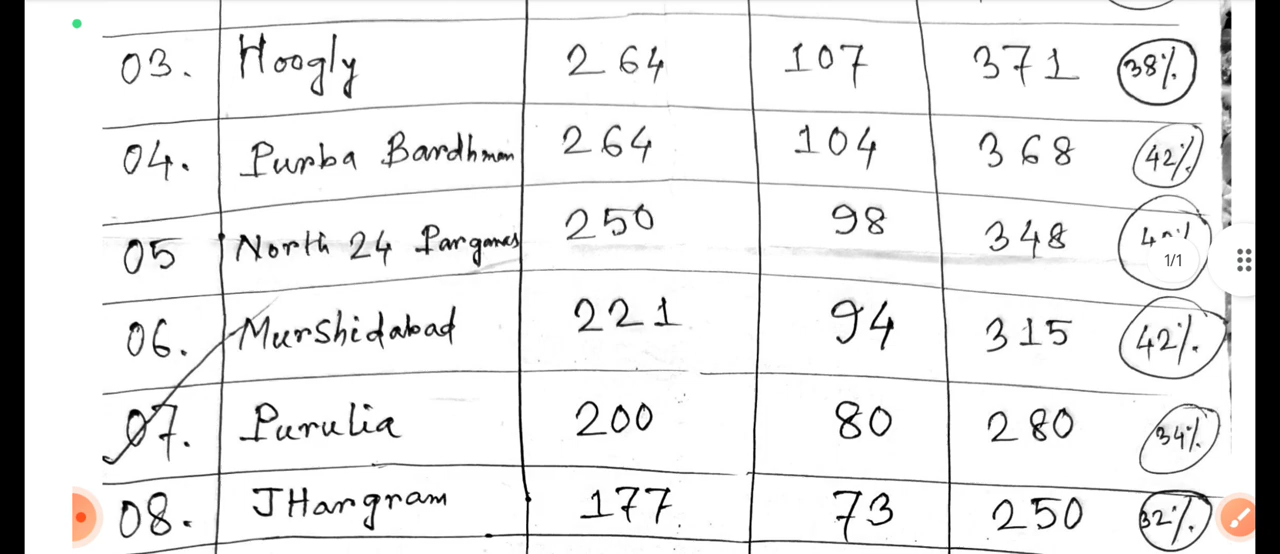 03. Hoogly 264 107 371 38%
04. Purba Bardhman 264 104 368 42%
05 North 24 Parganas 250 98 348
1/1
06. Murshidabad 221 94 315 42%
07. Purulia 200 80 280 34%
08. JHangram 177 73 250 32%